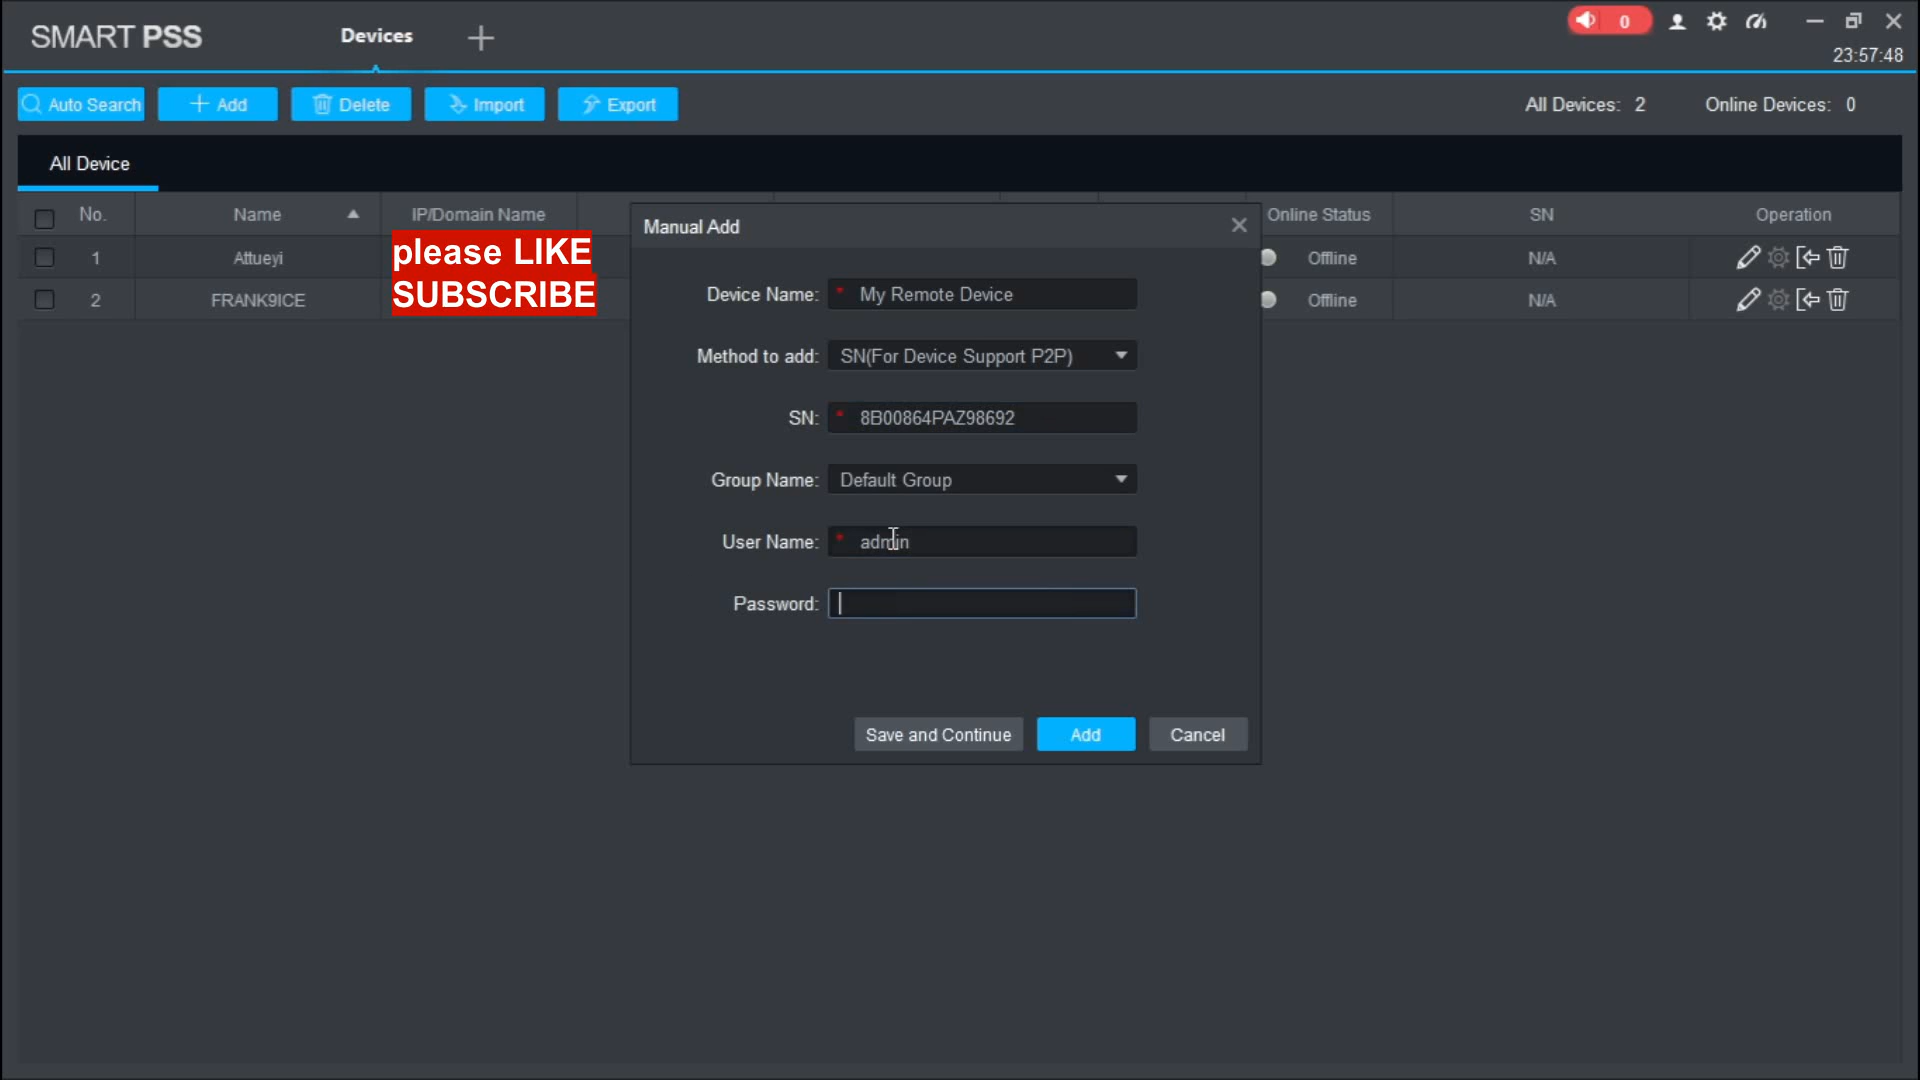 SMART PSS
Devices
0
23:57:48
Auto Search
Add
Delete
Import
Export
All Devices: 2
Online Devices: 0
All Device
No.
Name
IP/Domain Name
Online Status
SN
Operation
1
Attueyi
Offline
N/A
2
FRANK9ICE
Offline
N/A
please LIKE
SUBSCRIBE
Manual Add
Device Name: * My Remote Device
Method to add: SN(For Device Support P2P)
SN: * 8B00864PAZ98692
Group Name: Default Group
User Name: * admin
Password:
Save and Continue
Add
Cancel